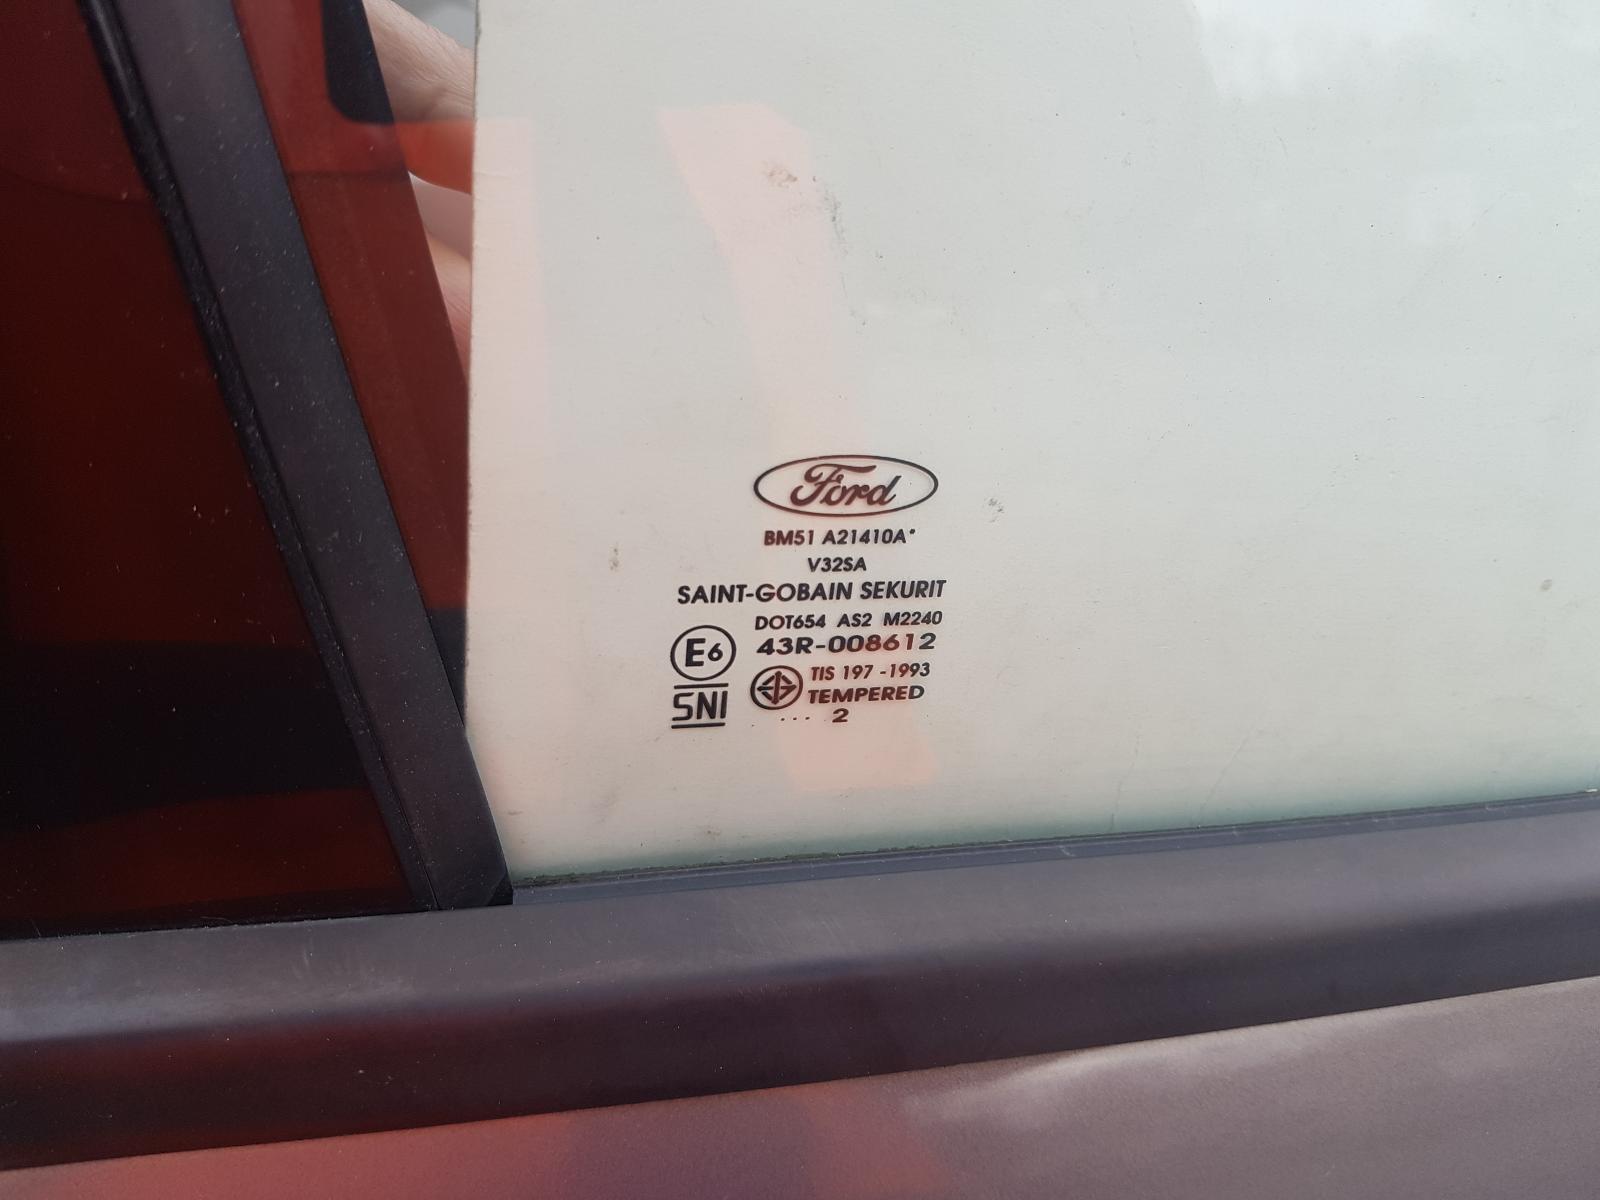 Ford
BM51 A21410A*
V32SA
SAINT-GOBAIN SEKURIT
DOT654 AS2 M2240
E6 43R-008612
TIS 197 -1993
SNI TEMPERED
... 2